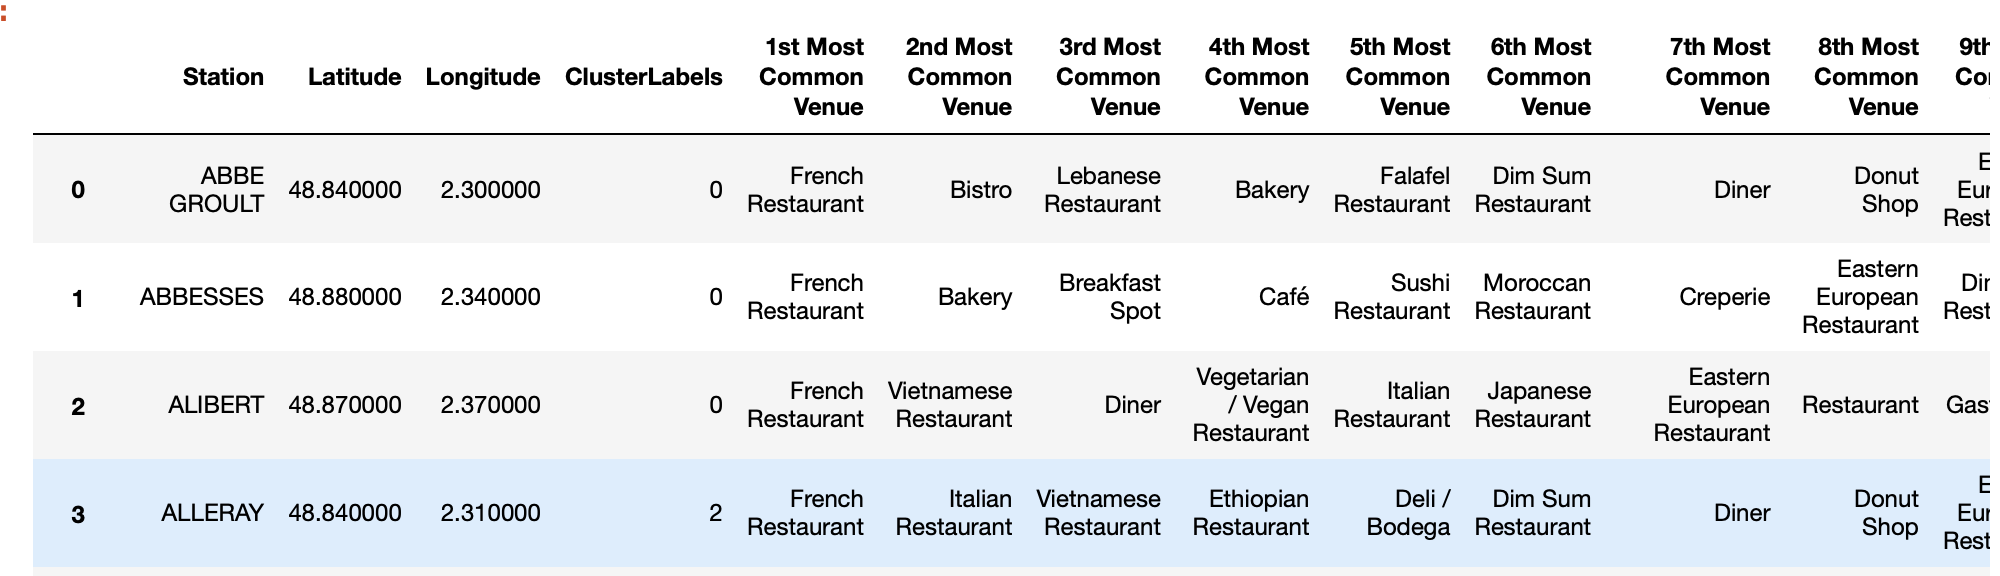 :
1st Most 2nd Most 3rd Most 4th Most 5th Most 6th Most 7th Most 8th Most
Station Latitude Longitude ClusterLabels Common Common Common Common Common Common Common Common
Venue Venue Venue Venue Venue Venue Venue Venue
ABBE French Lebanese Falafel Dim Sum Donut
0 48.840000 2.300000 0 Bistro Bakery Diner
GROULT Restaurant Restaurant Restaurant Restaurant Shop
Eastern
French Breakfast Sushi Moroccan
1 ABBESSES 48.880000 2.340000 0 Bakery Café Creperie European
Restaurant Spot Restaurant Restaurant
Restaurant
Vegetarian Eastern
French Vietnamese Italian Japanese
2 ALIBERT 48.870000 2.370000 0 Diner / Vegan European Restaurant
Restaurant Restaurant Restaurant Restaurant
Restaurant Restaurant
French Italian Vietnamese Ethiopian Deli / Dim Sum Donut
3 ALLERAY 48.840000 2.310000 2 Diner
Restaurant Restaurant Restaurant Restaurant Bodega Restaurant Shop